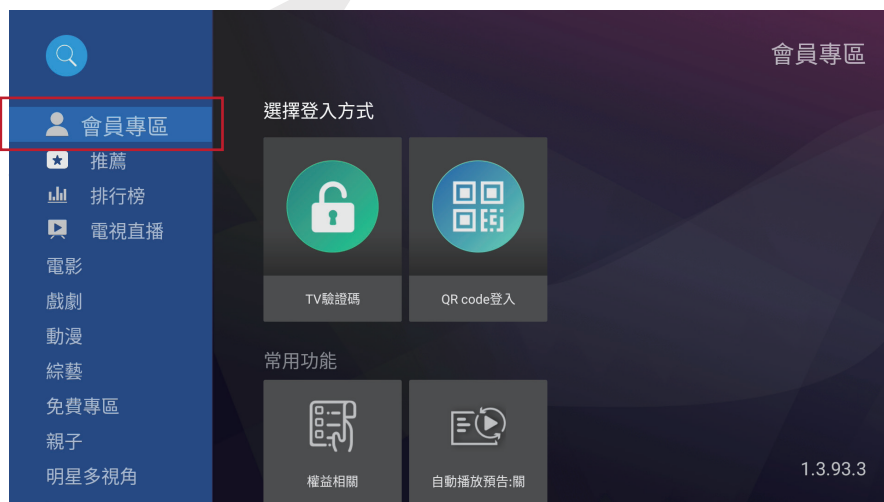 會員專區
會員專區
推薦
排行榜
電視直播
電影
戲劇
動漫
綜藝
免費專區
親子
明星多視角
選擇登入方式
TV驗證碼
QR code登入
常用功能
權益相關
自動播放預告:關
1.3.93.3